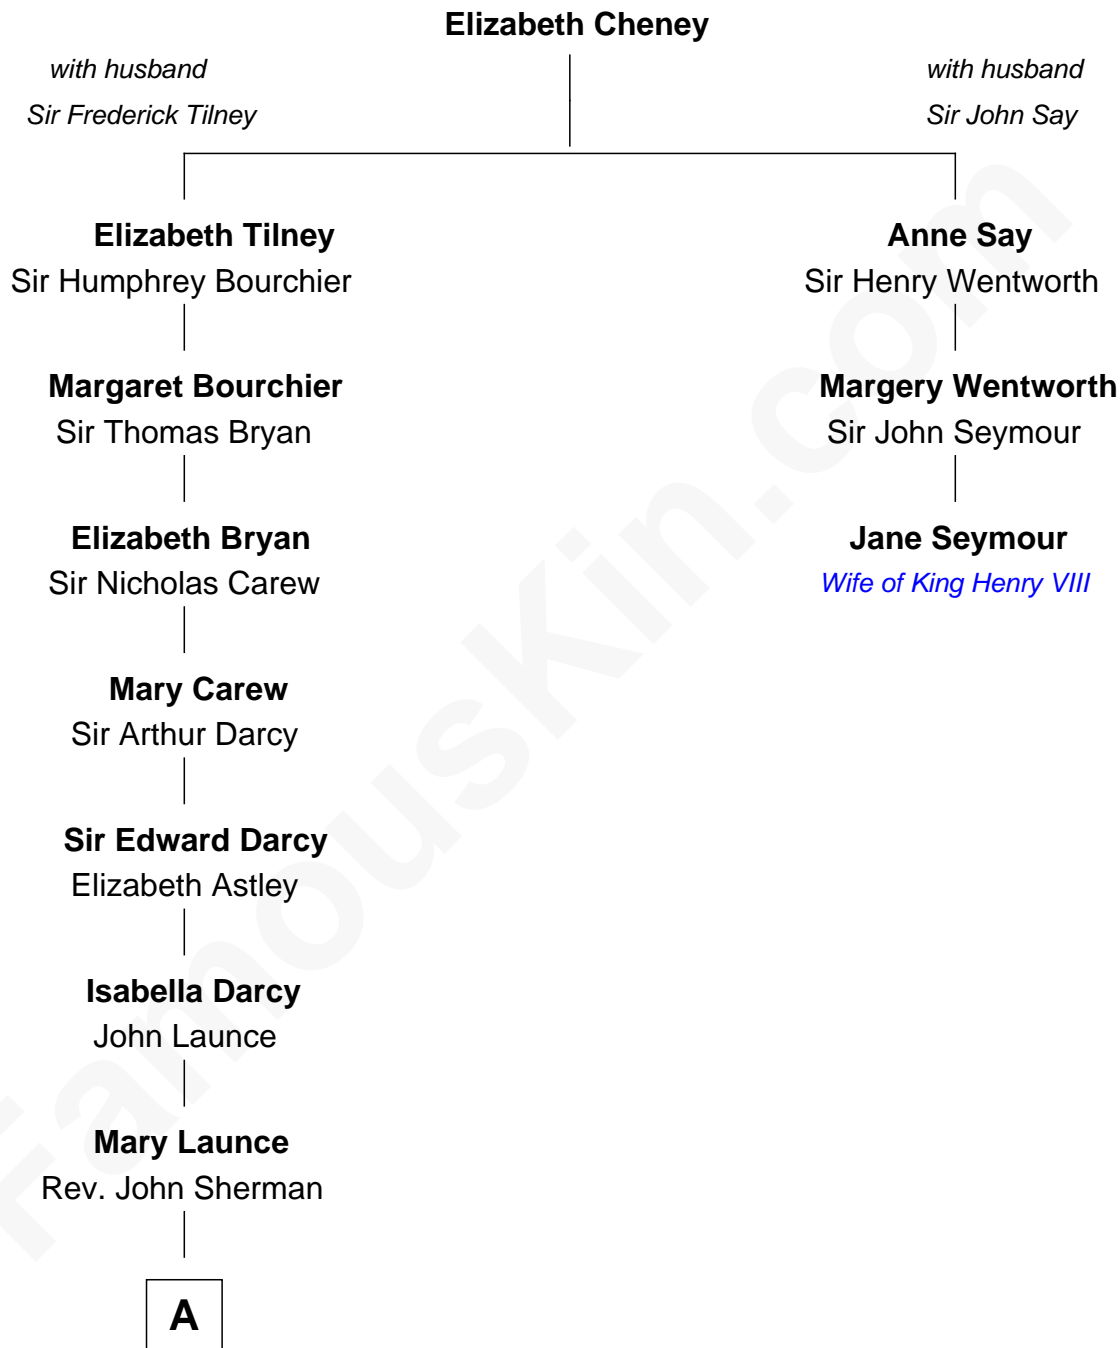 Elizabeth Cheney
with husband
Sir Frederick Tilney
with husband
Sir John Say
Elizabeth Tilney
Sir Humphrey Bourchier
Anne Say
Sir Henry Wentworth
Margaret Bourchier
Sir Thomas Bryan
Margery Wentworth
Sir John Seymour
Elizabeth Bryan
Sir Nicholas Carew
Jane Seymour
Wife of King Henry VIII
Mary Carew
Sir Arthur Darcy
Sir Edward Darcy
Elizabeth Astley
Isabella Darcy
John Launce
Mary Launce
Rev. John Sherman
A
FamousKin.com